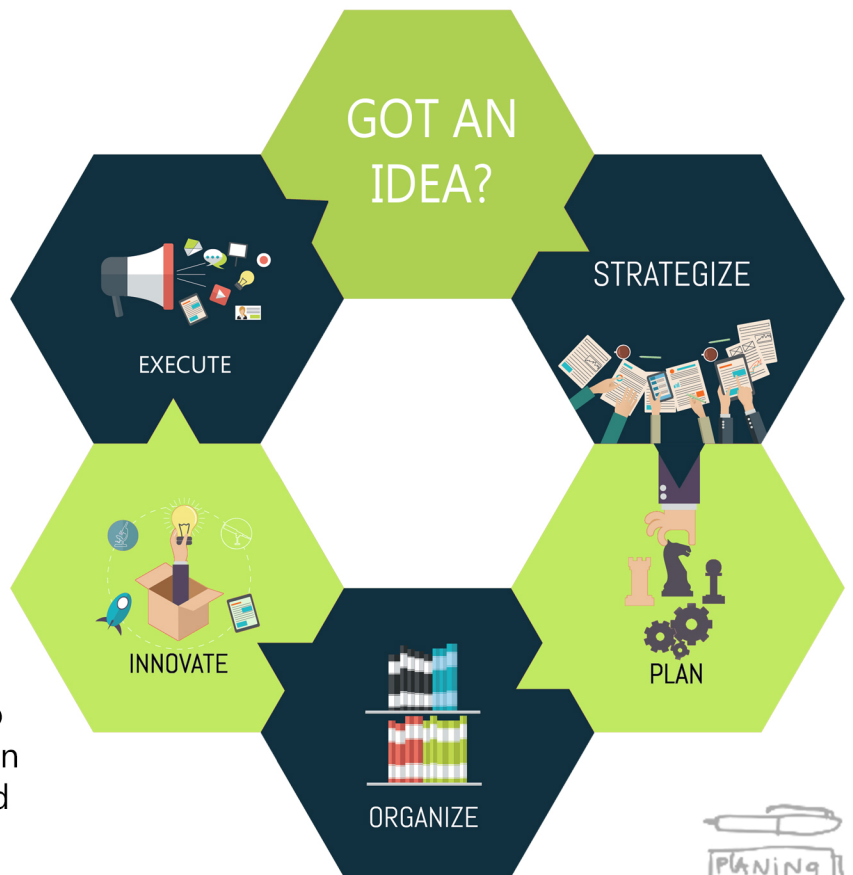 GOT AN
IDEA?
STRATEGIZE
EXECUTE
INNOVATE
PLAN
ORGANIZE
PLANING